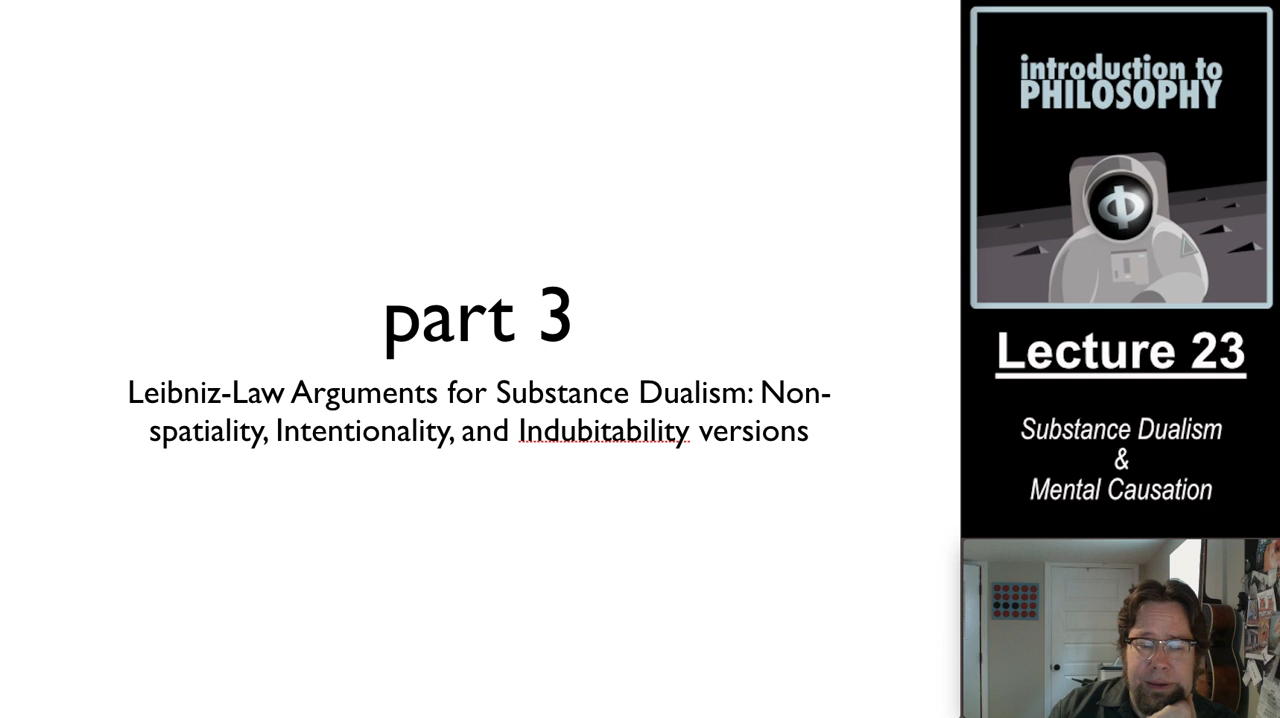 part 3
Leibniz-Law Arguments for Substance Dualism: Non-
spatiality, Intentionality, and Indubitability versions
introduction to
PHILOSOPHY
Φ
Lecture 23
Substance Dualism
&
Mental Causation